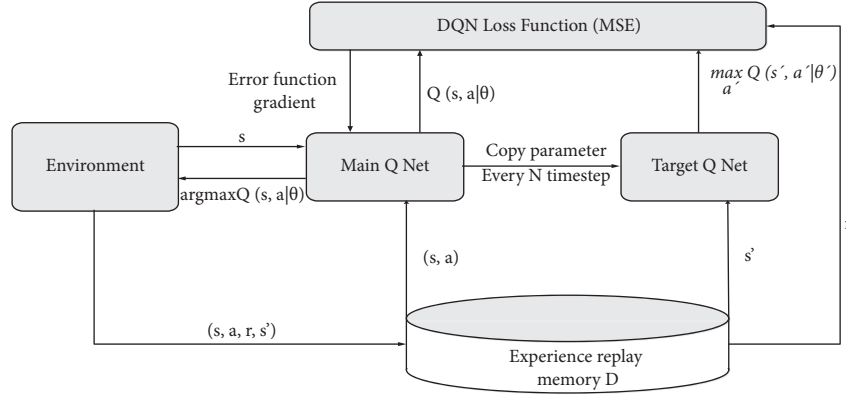 DQN Loss Function (MSE)
Error function
gradient
Q (s, a|θ)
max Q (s´, a´|θ´)
a´
s
Environment
Main Q Net
Copy parameter
Every N timestep
Target Q Net
argmaxQ (s, a|θ)
(s, a)
s’
(s, a, r, s’)
Experience replay
memory D